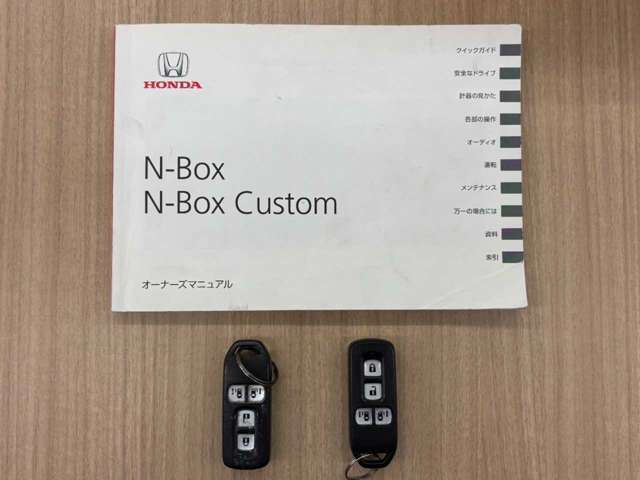 HONDA
N-Box
N-Box Custom
オーナーズマニュアル
クイックガイド
安全なドライブ
計器の見かた
各部の操作
オーディオ
運転
メンテナンス
万一の場合には
資料
索引